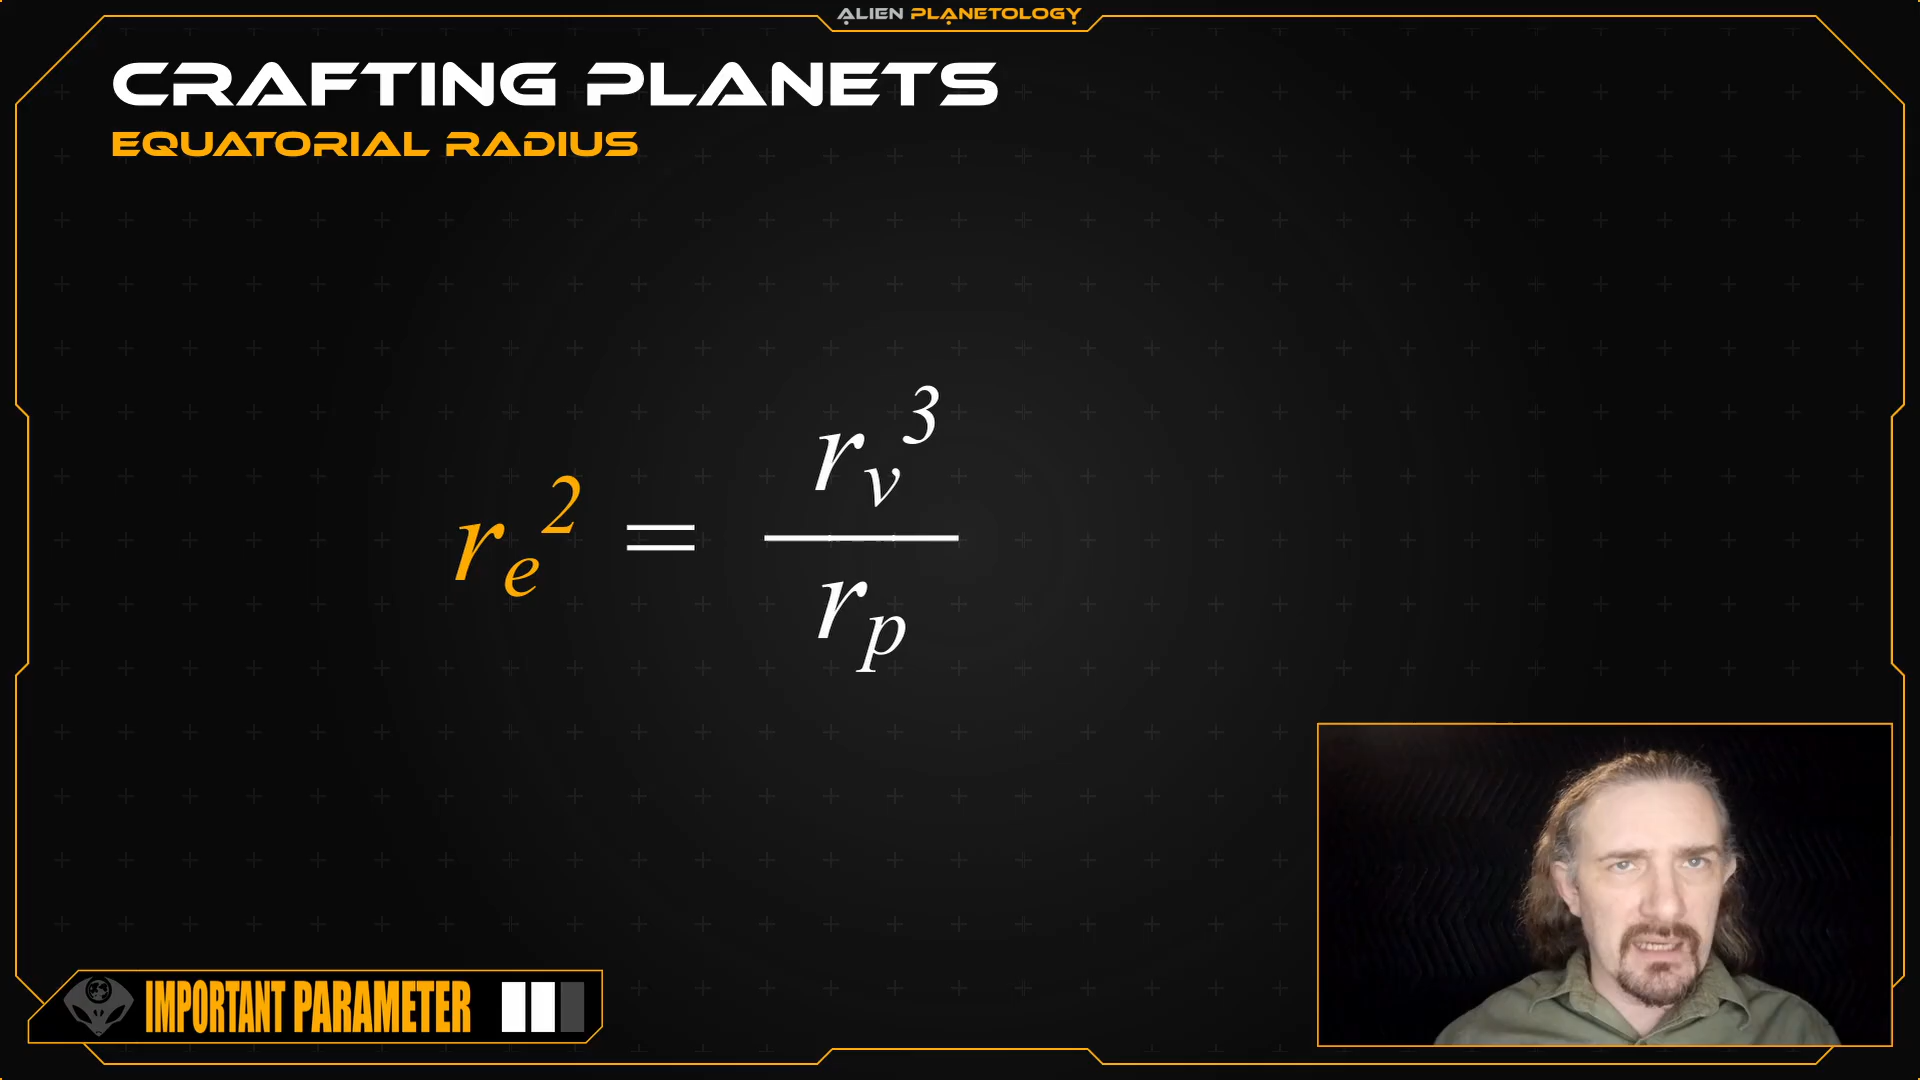 ALIEN PLANETOLOGY
CRAFTING PLANETS
EQUATORIAL RADIUS
rₑ² = rᵥ³ / rₚ
IMPORTANT PARAMETER